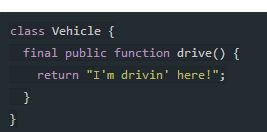 class Vehicle {
  final public function drive() {
    return "I'm drivin' here!";
  }
}